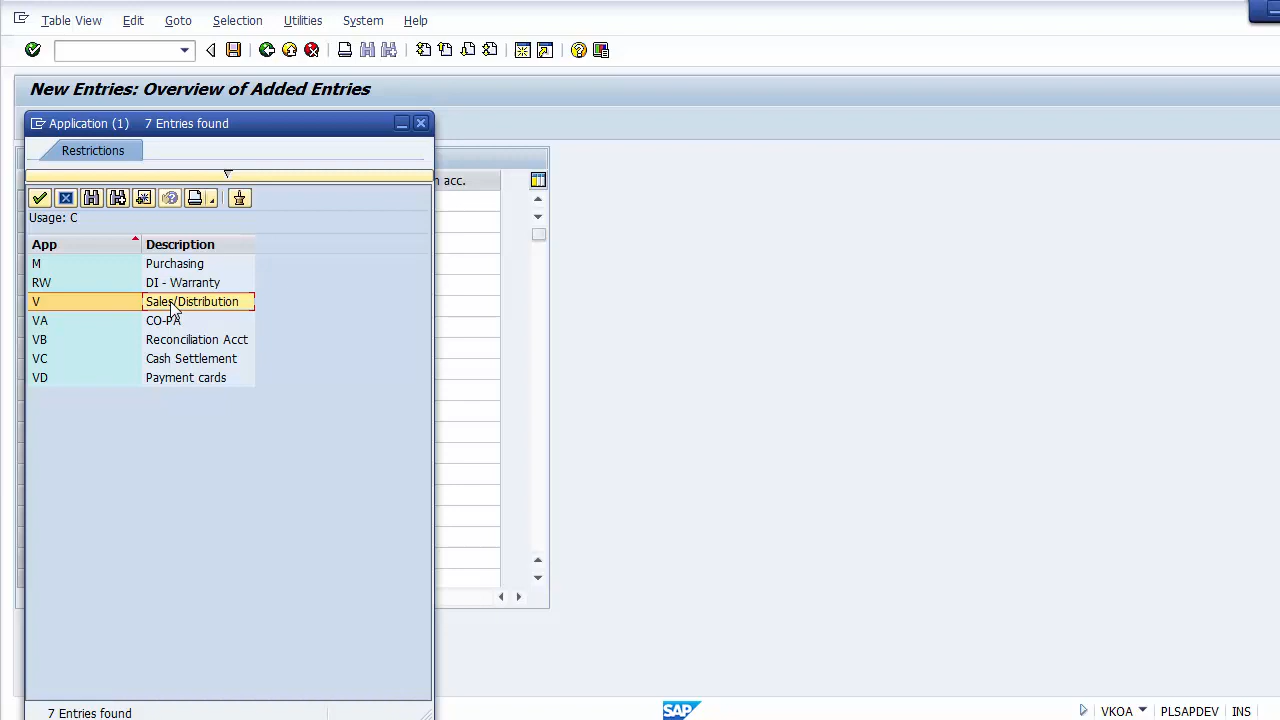 Table View Edit Goto Selection Utilities System Help
New Entries: Overview of Added Entries
Application (1) 7 Entries found
Restrictions
n acc.
Usage: C
App Description
M Purchasing
RW DI - Warranty
V Sales/Distribution
VA CO-PA
VB Reconciliation Acct
VC Cash Settlement
VD Payment cards
7 Entries found
SAP VKOA PLSAPDEV INS